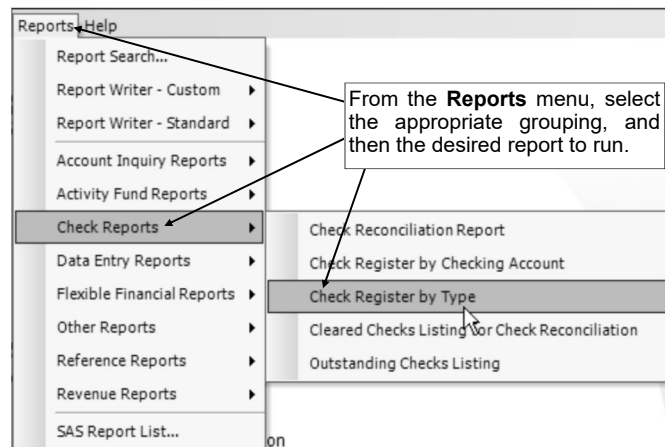 Reports Help
Report Search...
Report Writer - Custom
Report Writer - Standard
Account Inquiry Reports
Activity Fund Reports
Check Reports
Data Entry Reports
Flexible Financial Reports
Other Reports
Reference Reports
Revenue Reports
SAS Report List...
From the Reports menu, select
the appropriate grouping, and
then the desired report to run.
Check Reconciliation Report
Check Register by Checking Account
Check Register by Type
Cleared Checks Listing for Check Reconciliation
Outstanding Checks Listing
on